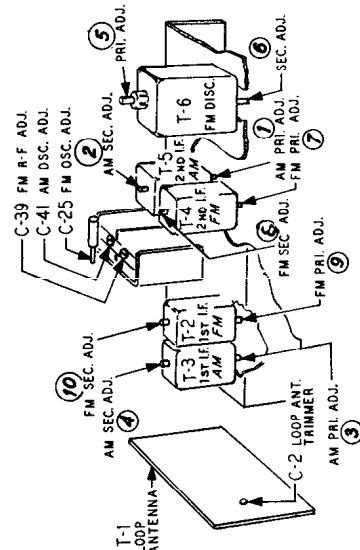 C-39 FM R-F ADJ.
C-41 AM OSC. ADJ.
C-25 FM OSC. ADJ.
5
PRI. ADJ.
2
AM SEC. ADJ.
10
FM SEC. ADJ.
AM SEC. ADJ.
4
T-1
LOOP
ANTENNA
T-3
1ST I.F.
AM
T-2
1ST I.F.
FM
T-5
2ND I.F.
AM
T-4
2ND I.F.
FM
T-6
FM DISC.
C-2 LOOP ANT.
TRIMMER
AM PRI. ADJ.
3
FM PRI. ADJ.
9
8
FM SEC. ADJ.
1
AM PRI. ADJ.
FM PRI. ADJ.
7
6
SEC. ADJ.